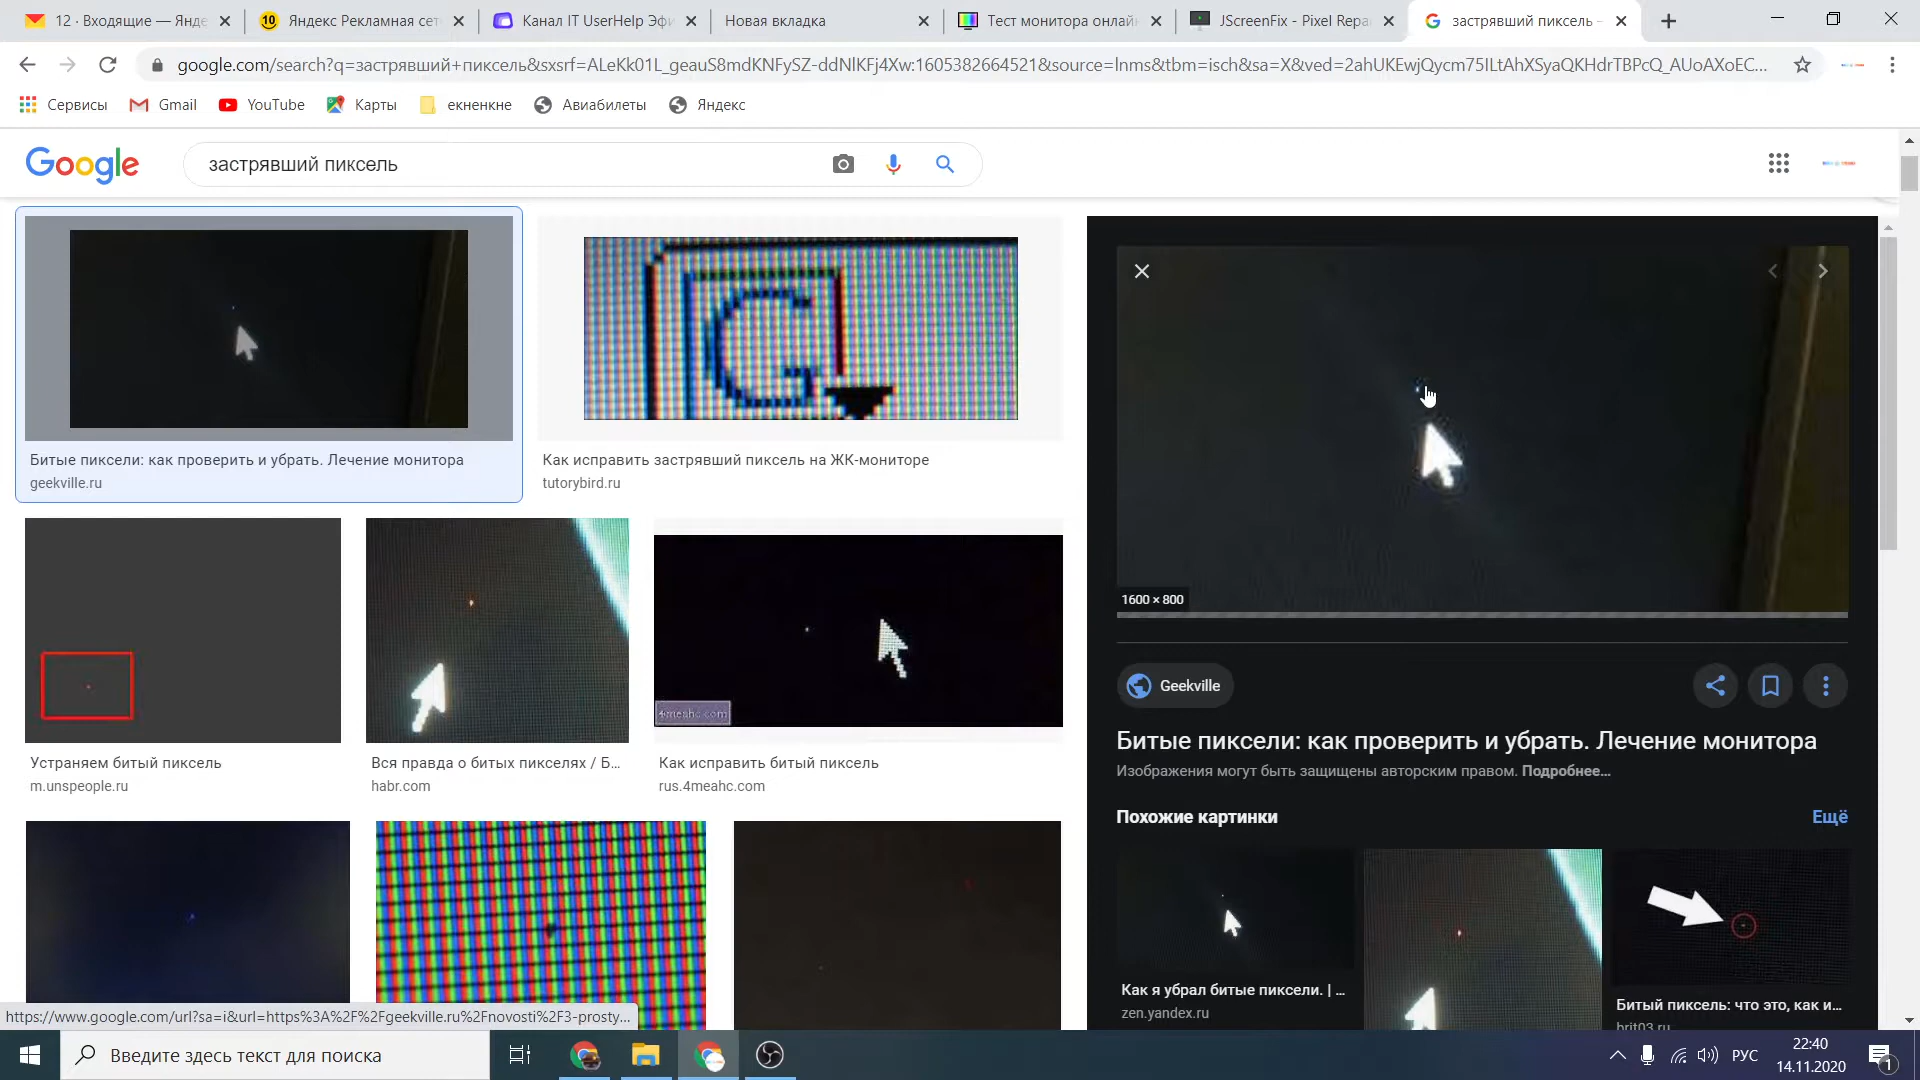 12 · Входящие — Янде
Яндекс Рекламная сет
Канал IT UserHelp Эфи
Новая вкладка
Тест монитора онлай
JScreenFix - Pixel Repa
застрявший пиксель –
google.com/search?q=застрявший+пиксель&sxsrf=ALeKk01L_geauS8mdKNFySZ-ddNlKFj4Xw:1605382664521&source=lnms&tbm=isch&sa=X&ved=2ahUKEwjQycm75ILtAhXSyaQKHdrTBPcQ_AUoAXoEC...
Сервисы
Gmail
YouTube
Карты
екненкне
Авиабилеты
Яндекс
Google
застрявший пиксель
Битые пиксели: как проверить и убрать. Лечение монитора
geekville.ru
Как исправить застрявший пиксель на ЖК-мониторе
tutorybird.ru
4meahc.com
Устраняем битый пиксель
m.unspeople.ru
Вся правда о битых пикселях / Б...
habr.com
Как исправить битый пиксель
rus.4meahc.com
1600 × 800
Geekville
Битые пиксели: как проверить и убрать. Лечение монитора
Изображения могут быть защищены авторским правом. Подробнее...
Похожие картинки
Ещё
Как я убрал битые пиксели. | ...
zen.yandex.ru
Битый пиксель: что это, как и...
brit03.ru
https://www.google.com/url?sa=i&url=https%3A%2F%2Fgeekville.ru%2Fnovosti%2F3-prosty...
Введите здесь текст для поиска
РУС
22:40
14.11.2020
1